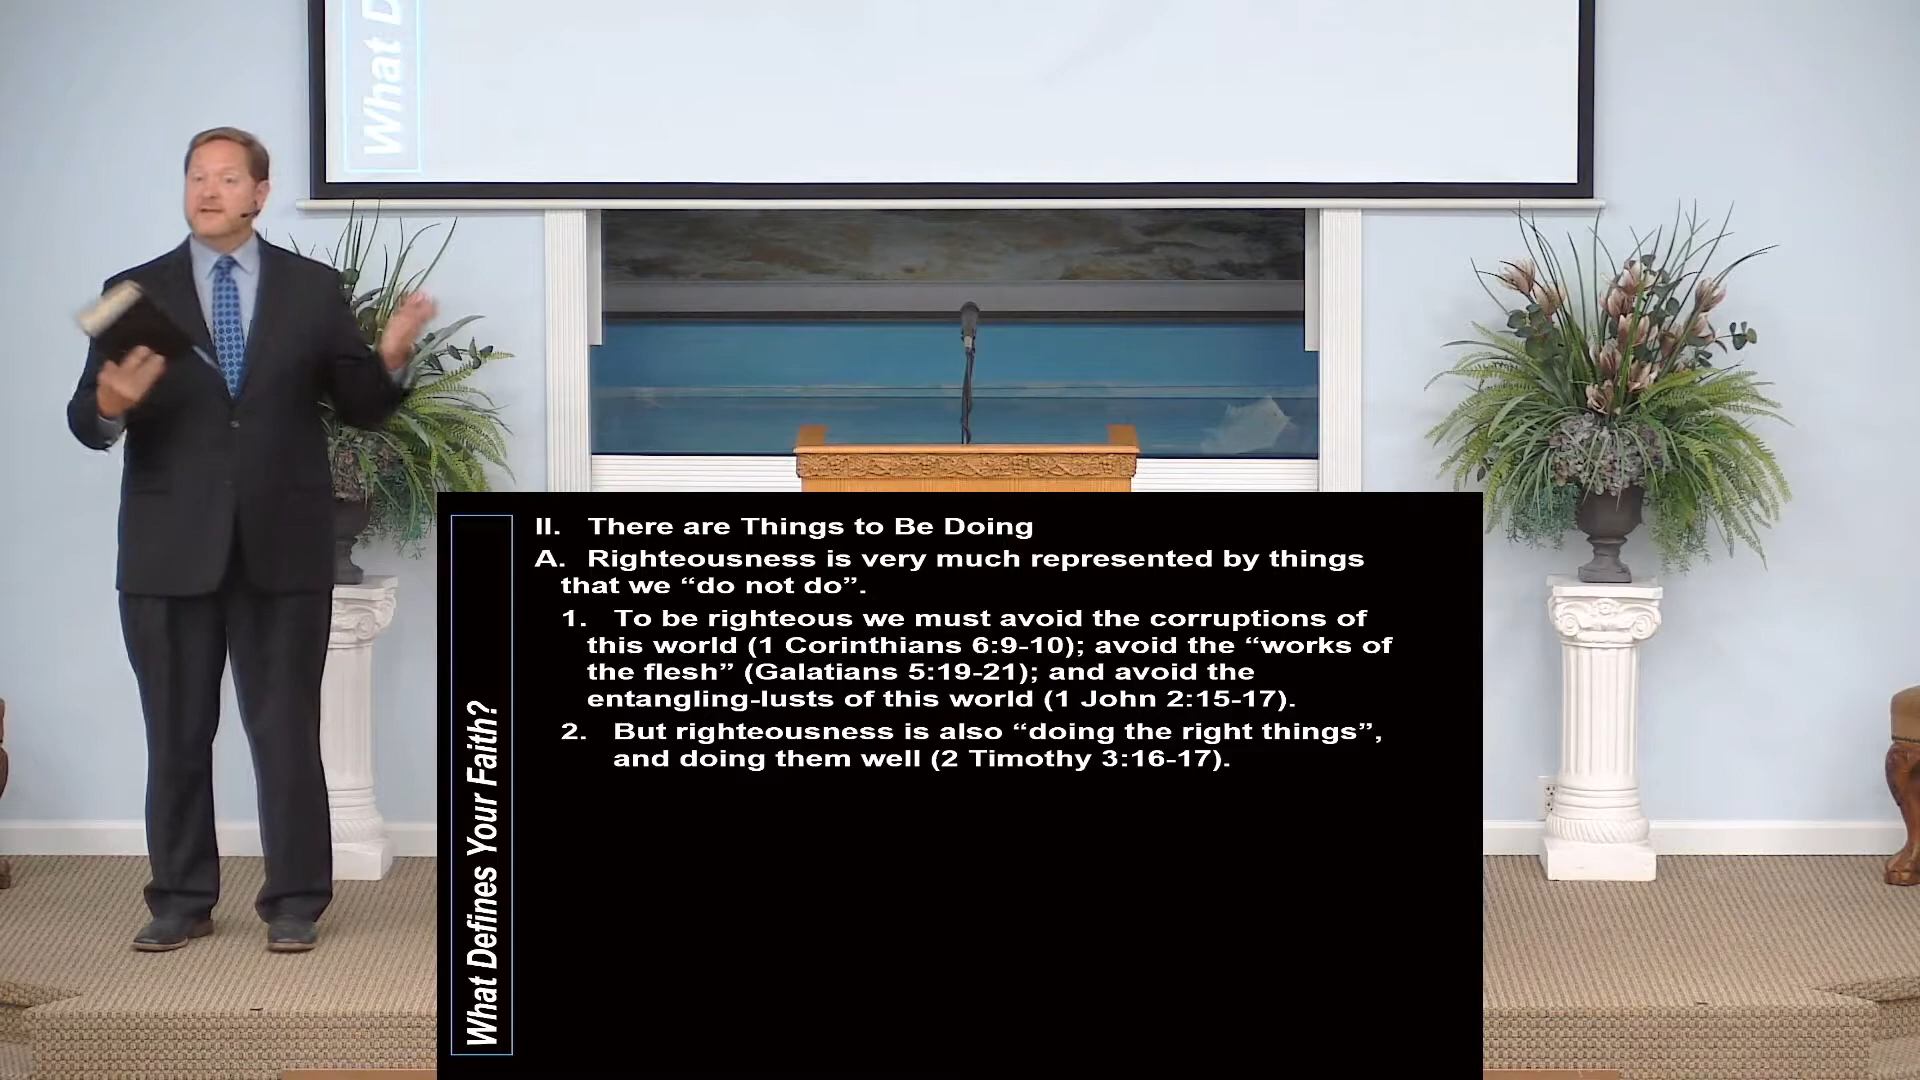 What D
II. There are Things to Be Doing
A. Righteousness is very much represented by things
that we “do not do”.
1. To be righteous we must avoid the corruptions of
this world (1 Corinthians 6:9-10); avoid the “works of
the flesh” (Galatians 5:19-21); and avoid the
entangling-lusts of this world (1 John 2:15-17).
2. But righteousness is also “doing the right things”,
and doing them well (2 Timothy 3:16-17).
What Defines Your Faith?